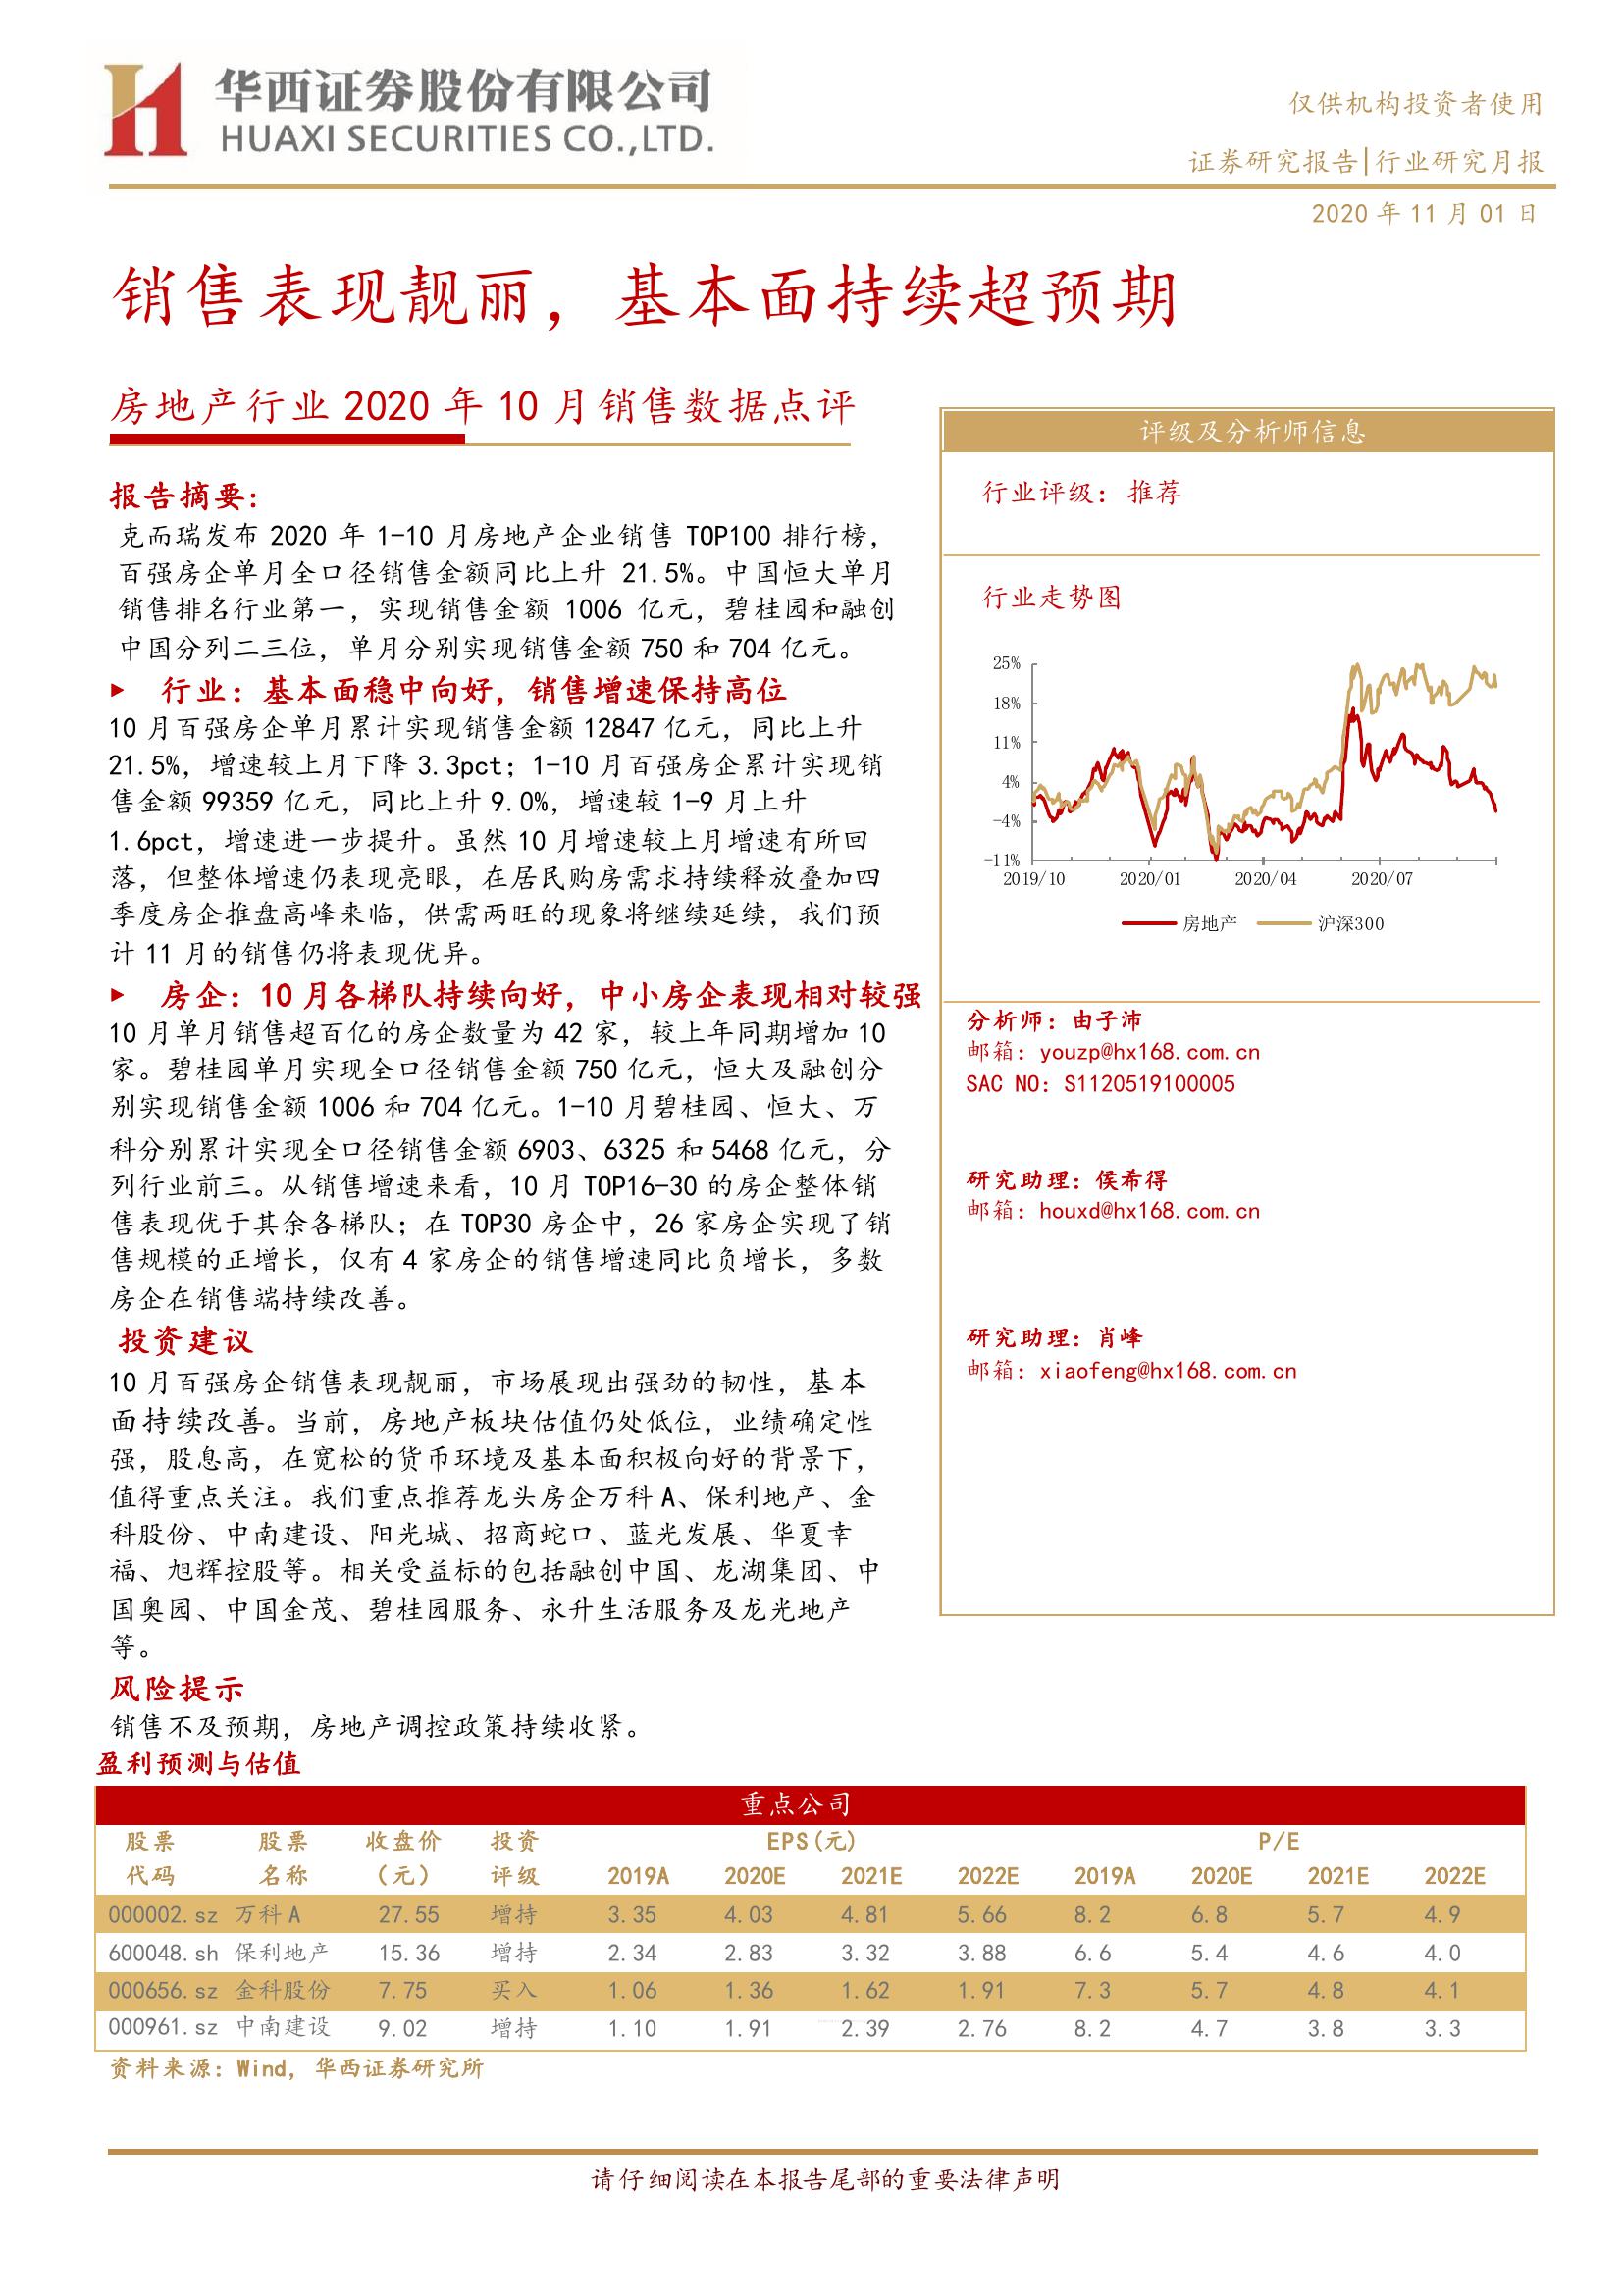 华西证券股份有限公司
HUAXI SECURITIES CO.,LTD.
仅供机构投资者使用
证券研究报告|行业研究月报
2020 年 11 月 01 日
销售表现靓丽，基本面持续超预期
房地产行业 2020 年 10 月销售数据点评
报告摘要:
克而瑞发布 2020 年 1-10 月房地产企业销售 TOP100 排行榜，
百强房企单月全口径销售金额同比上升 21.5%。中国恒大单月
销售排名行业第一，实现销售金额 1006 亿元，碧桂园和融创
中国分列二三位，单月分别实现销售金额 750 和 704 亿元。
► 行业：基本面稳中向好，销售增速保持高位
10 月百强房企单月累计实现销售金额 12847 亿元，同比上升
21.5%，增速较上月下降 3.3pct；1-10 月百强房企累计实现销
售金额 99359 亿元，同比上升 9.0%，增速较 1-9 月上升
1.6pct，增速进一步提升。虽然 10 月增速较上月增速有所回
落，但整体增速仍表现亮眼，在居民购房需求持续释放叠加四
季度房企推盘高峰来临，供需两旺的现象将继续延续，我们预
计 11 月的销售仍将表现优异。
► 房企：10 月各梯队持续向好，中小房企表现相对较强
10 月单月销售超百亿的房企数量为 42 家，较上年同期增加 10
家。碧桂园单月实现全口径销售金额 750 亿元，恒大及融创分
别实现销售金额 1006 和 704 亿元。1-10 月碧桂园、恒大、万
科分别累计实现全口径销售金额 6903、6325 和 5468 亿元，分
列行业前三。从销售增速来看，10 月 TOP16-30 的房企整体销
售表现优于其余各梯队；在 TOP30 房企中，26 家房企实现了销
售规模的正增长，仅有 4 家房企的销售增速同比负增长，多数
房企在销售端持续改善。
投资建议
10 月百强房企销售表现靓丽，市场展现出强劲的韧性，基本
面持续改善。当前，房地产板块估值仍处低位，业绩确定性
强，股息高，在宽松的货币环境及基本面积极向好的背景下，
值得重点关注。我们重点推荐龙头房企万科 A、保利地产、金
科股份、中南建设、阳光城、招商蛇口、蓝光发展、华夏幸
福、旭辉控股等。相关受益标的包括融创中国、龙湖集团、中
国奥园、中国金茂、碧桂园服务、永升生活服务及龙光地产
等。
风险提示
销售不及预期，房地产调控政策持续收紧。
评级及分析师信息
行业评级： 推荐
行业走势图
25%
18%
11%
4%
-4%
-11%
2019/10 2020/01 2020/04 2020/07
房地产 沪深300
分析师：由子沛
邮箱：youzp@hx168.com.cn
SAC NO：S1120519100005
研究助理：侯希得
邮箱：houxd@hx168.com.cn
研究助理：肖峰
邮箱：xiaofeng@hx168.com.cn
盈利预测与估值
重点公司
股票 股票 收盘价 投资 EPS(元) P/E
代码 名称 （元） 评级 2019A 2020E 2021E 2022E 2019A 2020E 2021E 2022E
000002.sz 万科 A 27.55 增持 3.35 4.03 4.81 5.66 8.2 6.8 5.7 4.9
600048.sh 保利地产 15.36 增持 2.34 2.83 3.32 3.88 6.6 5.4 4.6 4.0
000656.sz 金科股份 7.75 买入 1.06 1.36 1.62 1.91 7.3 5.7 4.8 4.1
000961.sz 中南建设 9.02 增持 1.10 1.91 2.39 2.76 8.2 4.7 3.8 3.3
资料来源：Wind，华西证券研究所
请仔细阅读在本报告尾部的重要法律声明